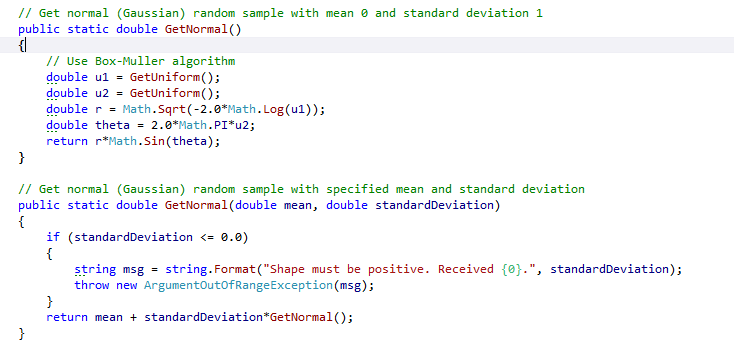 // Get normal (Gaussian) random sample with mean 0 and standard deviation 1
public static double GetNormal()
{
    // Use Box-Muller algorithm
    double u1 = GetUniform();
    double u2 = GetUniform();
    double r = Math.Sqrt(-2.0*Math.Log(u1));
    double theta = 2.0*Math.PI*u2;
    return r*Math.Sin(theta);
}

// Get normal (Gaussian) random sample with specified mean and standard deviation
public static double GetNormal(double mean, double standardDeviation)
{
    if (standardDeviation <= 0.0)
    {
        string msg = string.Format("Shape must be positive. Received {0}.", standardDeviation);
        throw new ArgumentOutOfRangeException(msg);
    }
    return mean + standardDeviation*GetNormal();
}